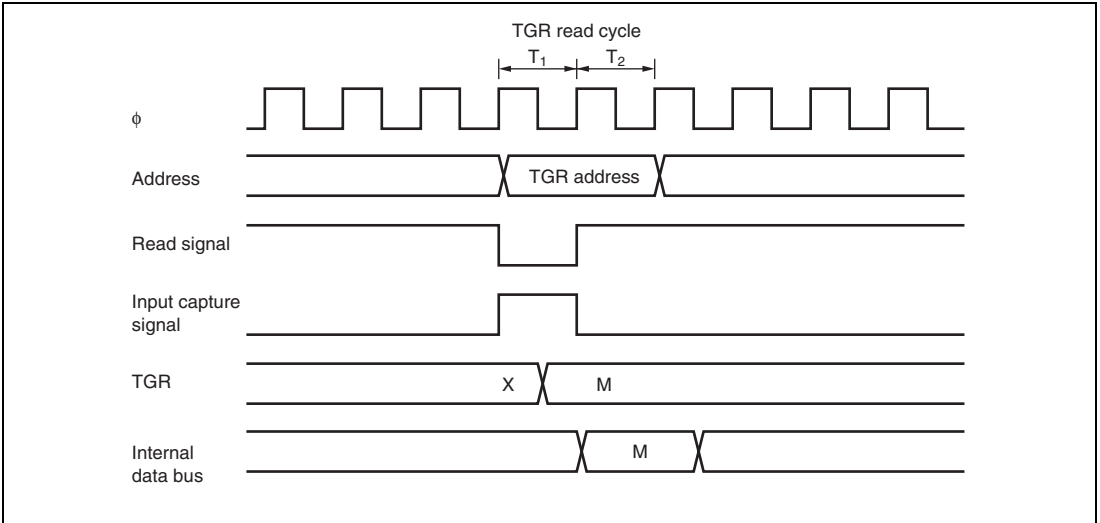 TGR read cycle
T₁ T₂
φ
Address
TGR address
Read signal
Input capture
signal
TGR
X M
Internal
data bus
M